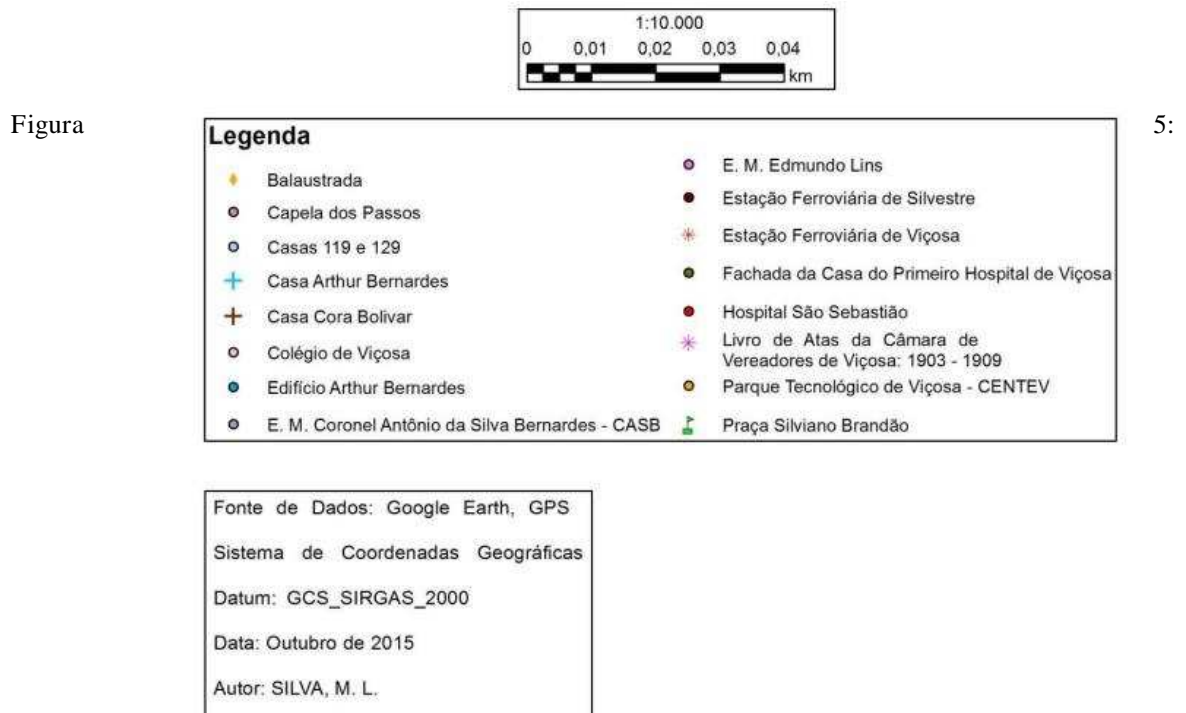 1:10.000
0 0,01 0,02 0,03 0,04
km
Figura 5:
Legenda
Balaustrada
Capela dos Passos
Casas 119 e 129
Casa Arthur Bernardes
Casa Cora Bolivar
Colégio de Viçosa
Edifício Arthur Bernardes
E. M. Coronel Antônio da Silva Bernardes - CASB
E. M. Edmundo Lins
Estação Ferroviária de Silvestre
Estação Ferroviária de Viçosa
Fachada da Casa do Primeiro Hospital de Viçosa
Hospital São Sebastião
Livro de Atas da Câmara de
Vereadores de Viçosa: 1903 - 1909
Parque Tecnológico de Viçosa - CENTEV
Praça Silviano Brandão
Fonte de Dados: Google Earth, GPS
Sistema de Coordenadas Geográficas
Datum: GCS_SIRGAS_2000
Data: Outubro de 2015
Autor: SILVA, M. L.